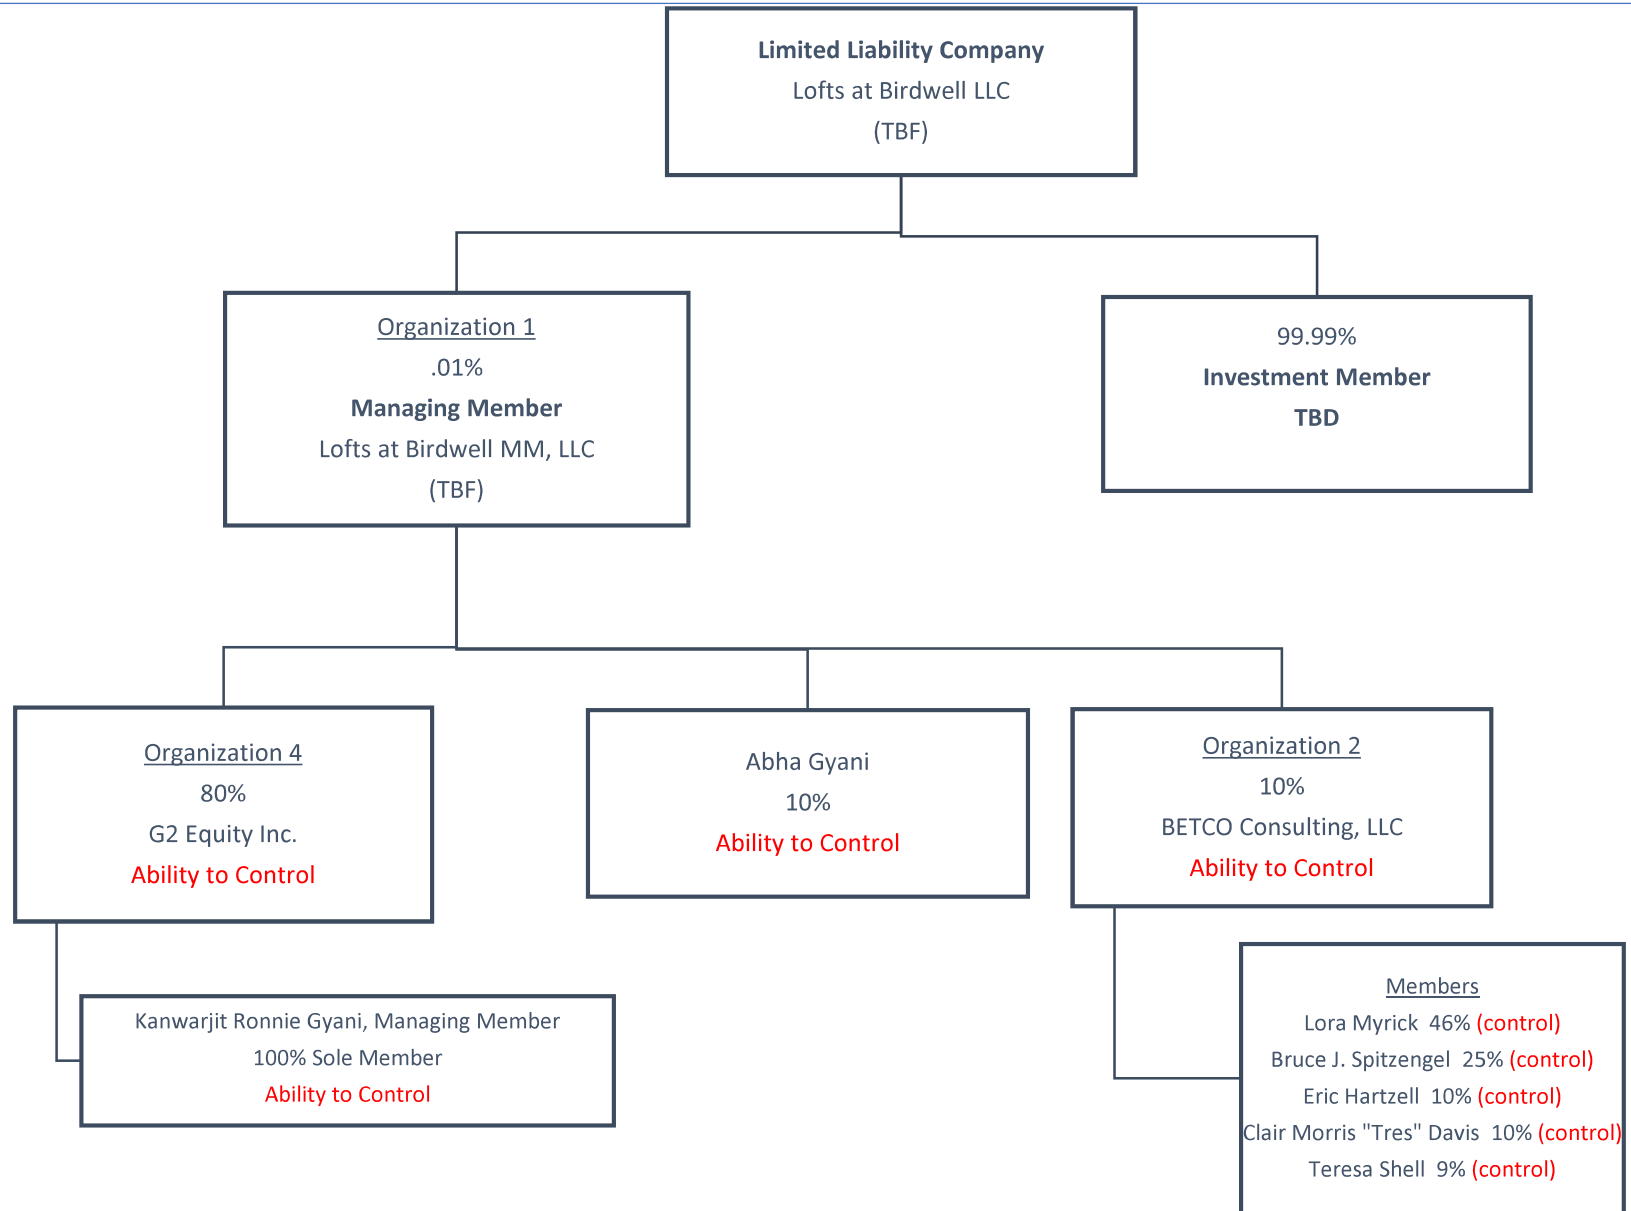 Limited Liability Company
Lofts at Birdwell LLC
(TBF)
Organization 1
.01%
Managing Member
Lofts at Birdwell MM, LLC
(TBF)
99.99%
Investment Member
TBD
Organization 4
80%
G2 Equity Inc.
Ability to Control
Abha Gyani
10%
Ability to Control
Organization 2
10%
BETCO Consulting, LLC
Ability to Control
Kanwarjit Ronnie Gyani, Managing Member
100% Sole Member
Ability to Control
Members
Lora Myrick 46% (control)
Bruce J. Spitzengel 25% (control)
Eric Hartzell 10% (control)
Clair Morris "Tres" Davis 10% (control)
Teresa Shell 9% (control)